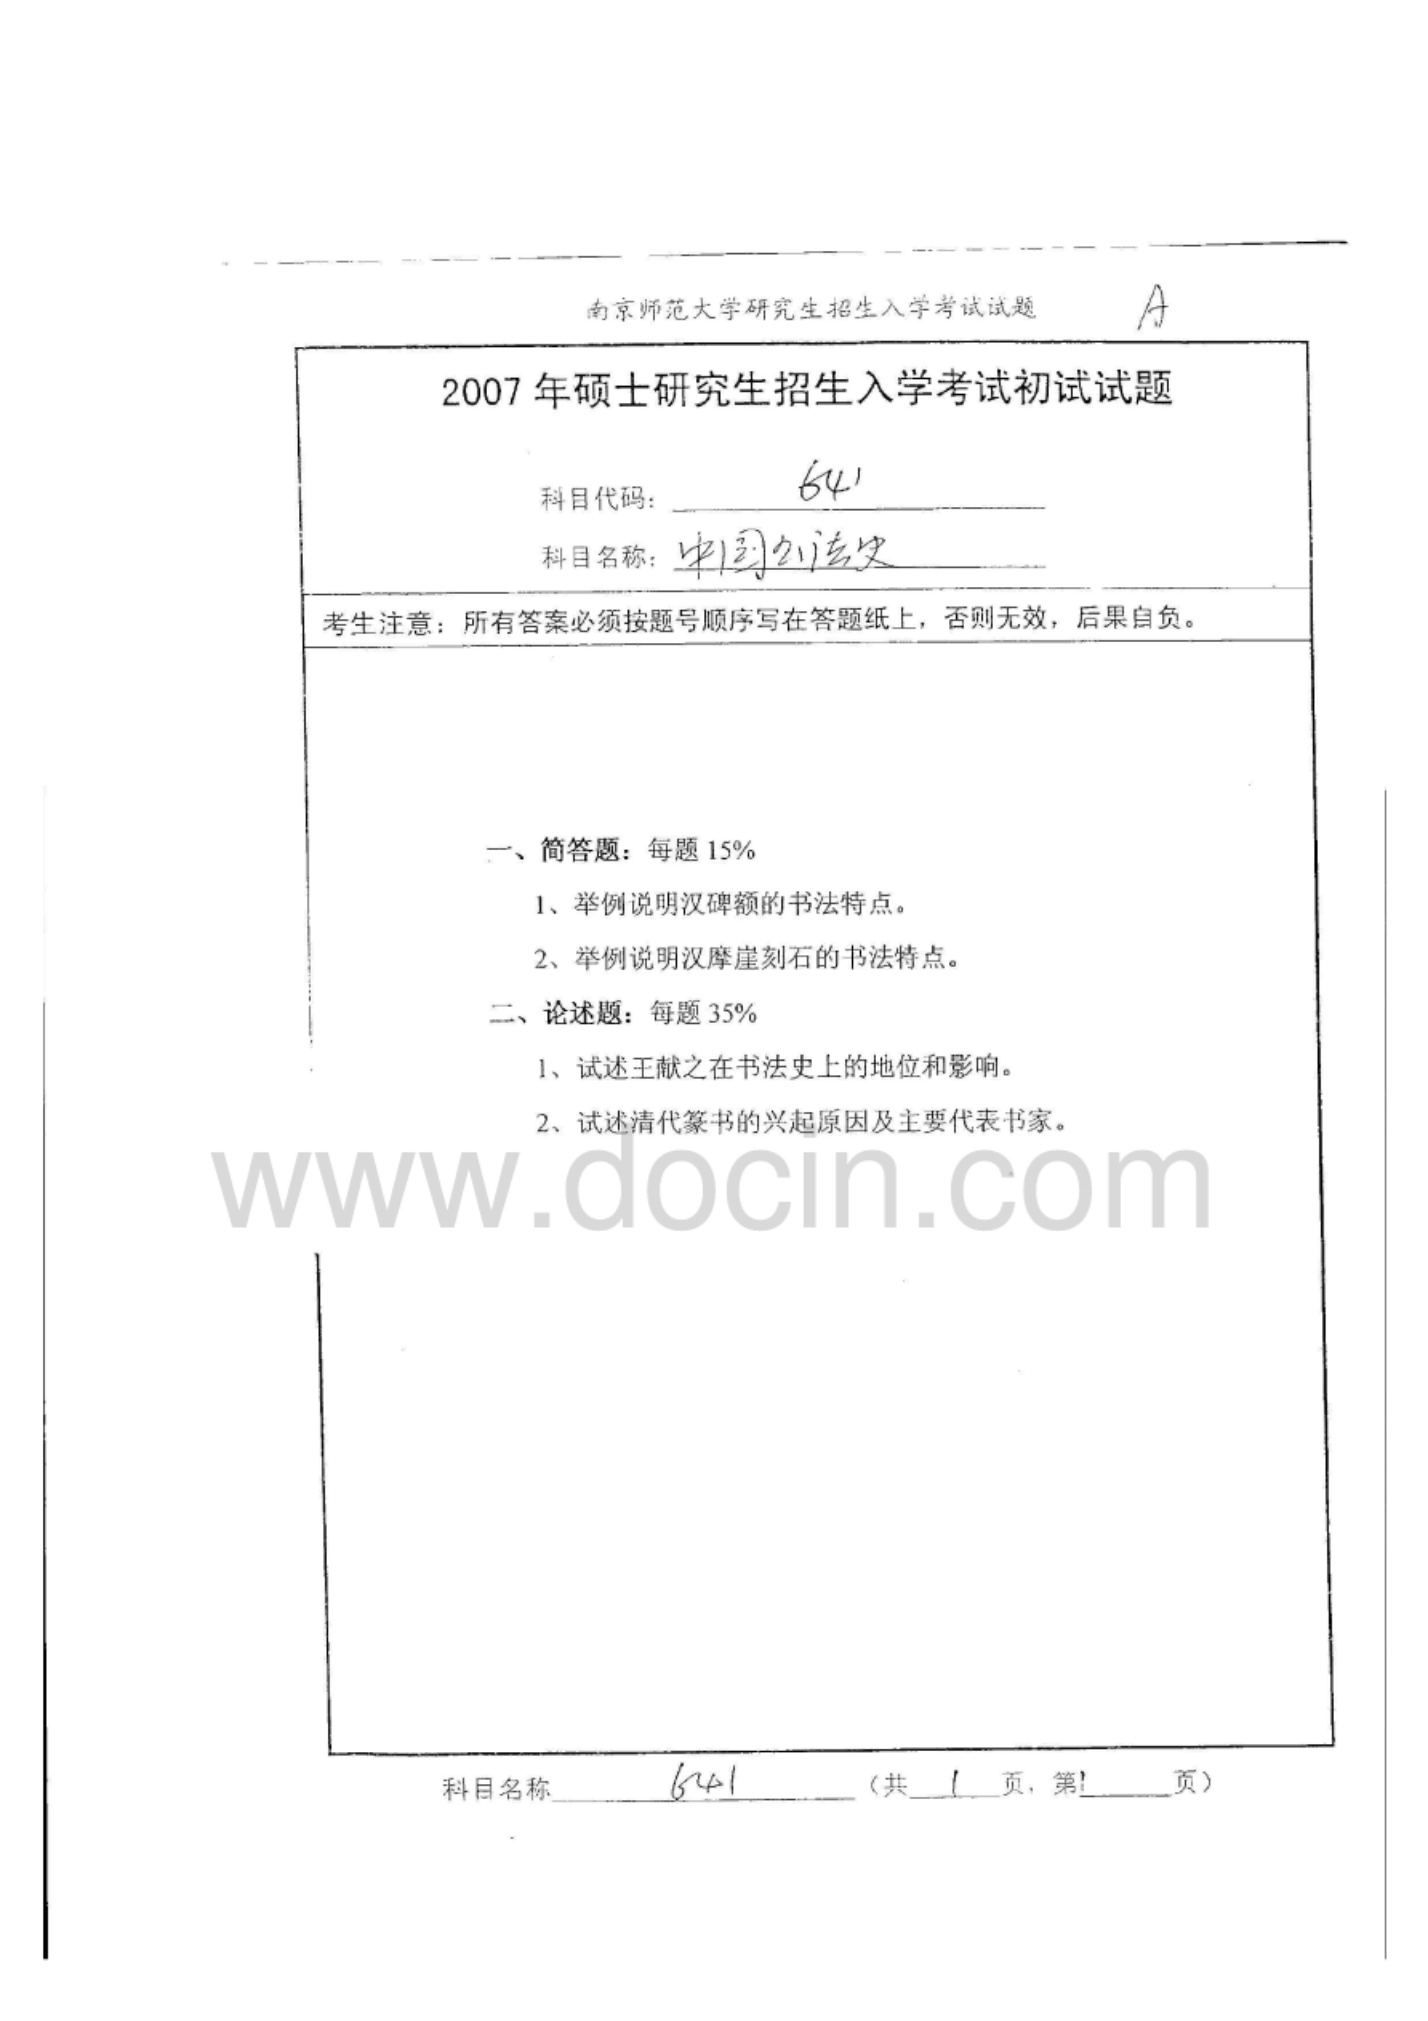 南京师范大学研究生招生入学考试试题 A
2007 年硕士研究生招生入学考试初试试题
科目代码： 641
科目名称： 中国书法史
考生注意：所有答案必须按题号顺序写在答题纸上，否则无效，后果自负。
一、简答题：每题 15%
1、举例说明汉碑额的书法特点。
2、举例说明汉摩崖刻石的书法特点。
二、论述题：每题 35%
1、试述王献之在书法史上的地位和影响。
2、试述清代篆书的兴起原因及主要代表书家。
www.docin.com
科目名称 641 （共 1 页，第1 页）